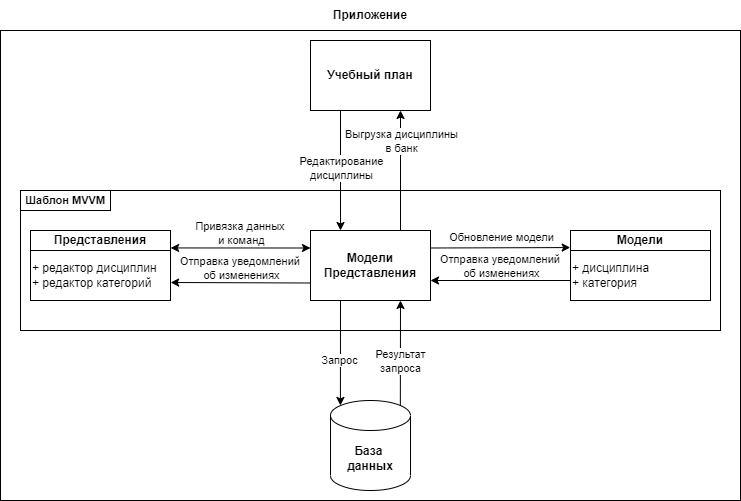 Приложение
Учебный план
Выгрузка дисциплины
в банк
Редактирование
дисциплины
Шаблон MVVM
Представления
+ редактор дисциплин
+ редактор категорий
Привязка данных
и команд
Отправка уведомлений
об изменениях
Модели
Представления
Обновление модели
Отправка уведомлений
об изменениях
Модели
+ дисциплина
+ категория
Запрос
Результат
запроса
База
данных